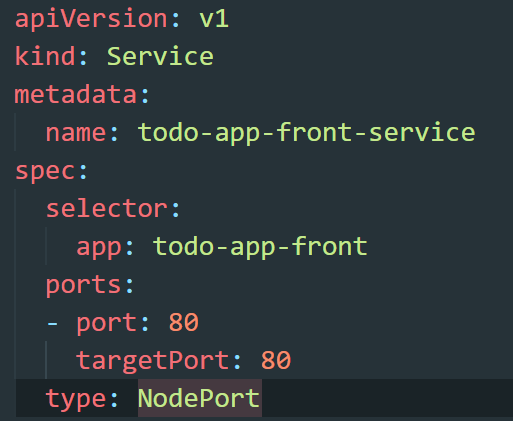 apiVersion: v1
kind: Service
metadata:
  name: todo-app-front-service
spec:
  selector:
    app: todo-app-front
  ports:
  - port: 80
    targetPort: 80
  type: NodePort